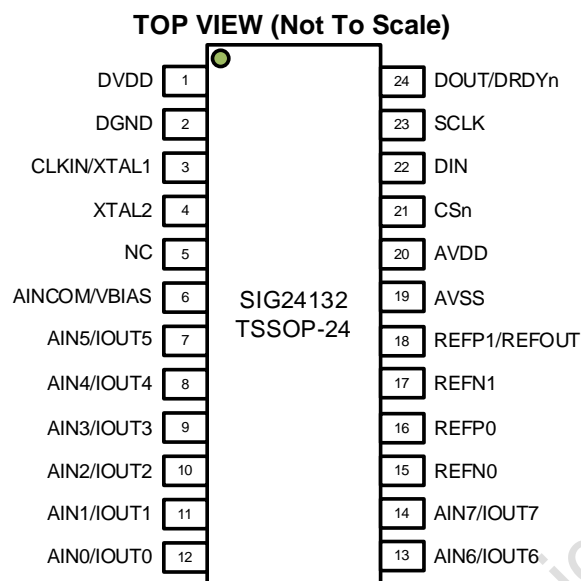 TOP VIEW (Not To Scale)
DVDD 1
DGND 2
CLKIN/XTAL1 3
XTAL2 4
NC 5
AINCOM/VBIAS 6
AIN5/IOUT5 7
AIN4/IOUT4 8
AIN3/IOUT3 9
AIN2/IOUT2 10
AIN1/IOUT1 11
AIN0/IOUT0 12
SIG24132
TSSOP-24
24 DOUT/DRDYn
23 SCLK
22 DIN
21 CSn
20 AVDD
19 AVSS
18 REFP1/REFOUT
17 REFN1
16 REFP0
15 REFN0
14 AIN7/IOUT7
13 AIN6/IOUT6